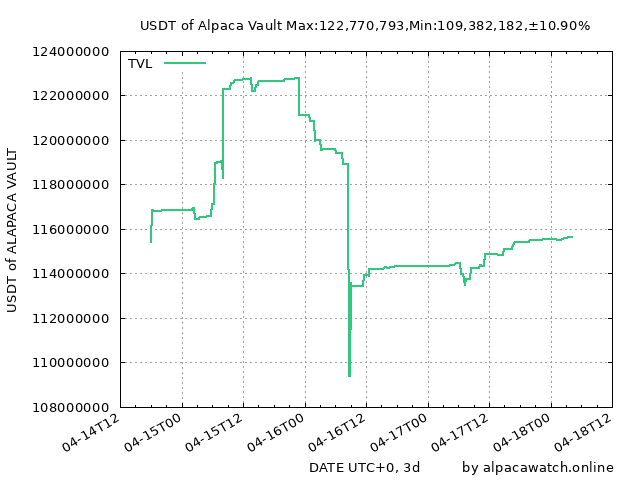 USDT of Alpaca Vault Max:122,770,793,Min:109,382,182,±10.90%
TVL
USDT of ALAPACA VAULT
124000000
122000000
120000000
118000000
116000000
114000000
112000000
110000000
108000000
04-14T12
04-15T00
04-15T12
04-16T00
04-16T12
04-17T00
04-17T12
04-18T00
04-18T12
DATE UTC+0, 3d
by alpacawatch.online